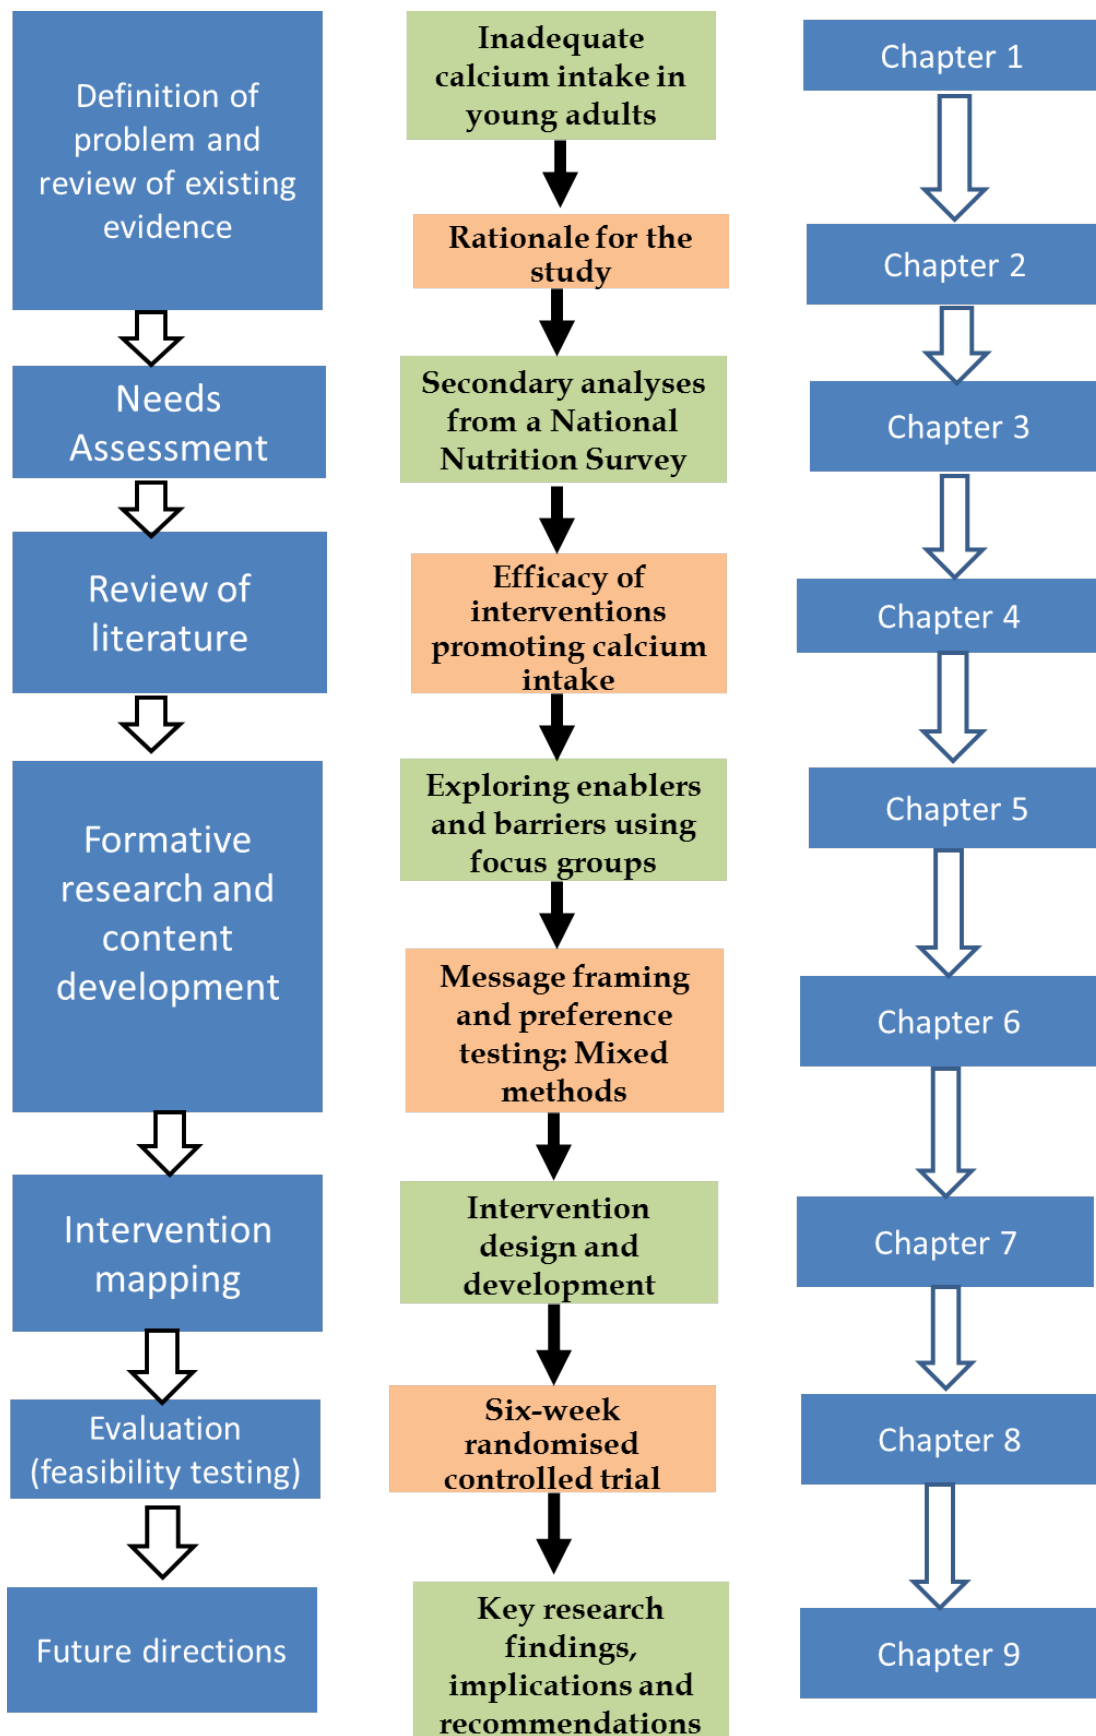 Definition of
problem and
review of existing
evidence
Needs
Assessment
Review of
literature
Formative
research and
content
development
Intervention
mapping
Evaluation
(feasibility testing)
Future directions
Inadequate
calcium intake in
young adults
Rationale for the
study
Secondary analyses
from a National
Nutrition Survey
Efficacy of
interventions
promoting calcium
intake
Exploring enablers
and barriers using
focus groups
Message framing
and preference
testing: Mixed
methods
Intervention
design and
development
Six-week
randomised
controlled trial
Key research
findings,
implications and
recommendations
Chapter 1
Chapter 2
Chapter 3
Chapter 4
Chapter 5
Chapter 6
Chapter 7
Chapter 8
Chapter 9